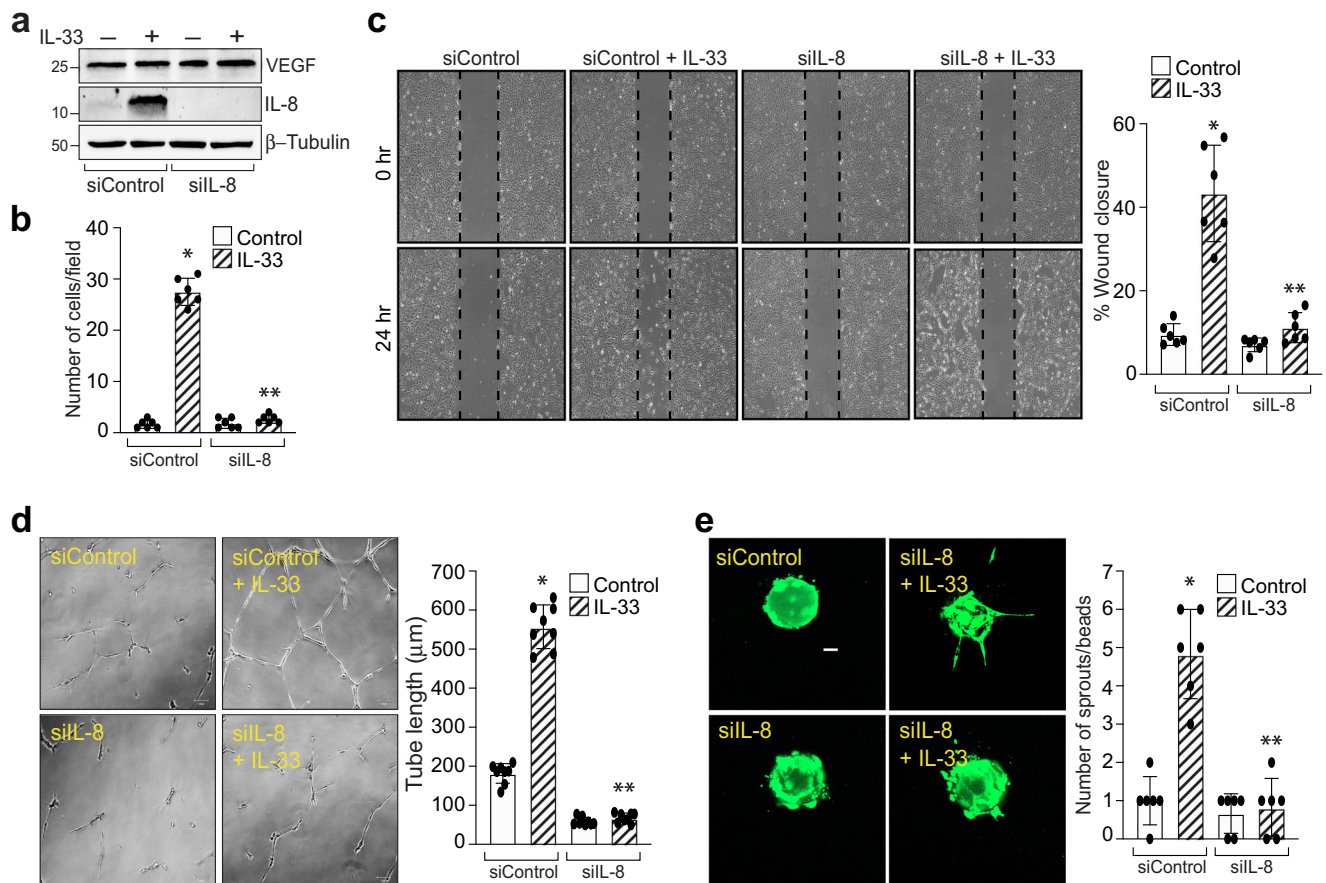 a
IL-33 – + – +
25 VEGF
10 IL-8
50 β–Tubulin
siControl siIL-8
b
Number of cells/field
40
30
20
10
0
Control
IL-33
*
**
siControl siIL-8
c
siControl siControl + IL-33 siIL-8 siIL-8 + IL-33
0 hr
24 hr
% Wound closure
60
40
20
0
Control
IL-33
*
**
siControl siIL-8
d
siControl
siControl
+ IL-33
siIL-8
siIL-8
+ IL-33
Tube length (μm)
700
600
500
400
300
200
100
0
Control
IL-33
*
**
siControl siIL-8
e
siControl
siIL-8
+ IL-33
siIL-8
siIL-8
+ IL-33
Number of sprouts/beads
7
6
5
4
3
2
1
0
Control
IL-33
*
**
siControl siIL-8